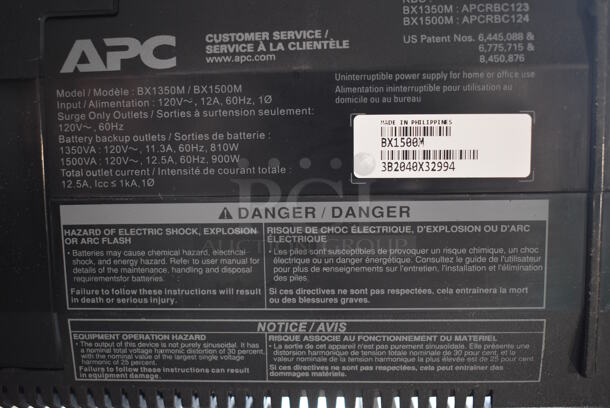 BX1350M : APCRBC123
BX1500M : APCRBC124
APC
CUSTOMER SERVICE /
SERVICE À LA CLIENTÈLE
www.apc.com
US Patent Nos. 6,445,088 &
6,775,715 &
8,450,876
Model / Modèle : BX1350M / BX1500M
Input / Alimentation : 120V~, 12A, 60Hz, 1Ø
Surge Only Outlets / Sorties à surtension seulement:
120V~, 60Hz
Battery backup outlets / Sorties de batterie :
1350VA : 120V~, 11.3A, 60Hz, 810W
1500VA : 120V~, 12.5A, 60Hz, 900W
Total outlet current / Intensité de courant totale :
12.5A, Icc ≤ 1kA,1Ø
Uninterruptible power supply for home or office use
Alimentation ininterruptible pour utilisation au
domicile ou au bureau
MADE IN PHILIPPINES
BX1500M
3B2040X32994
DANGER / DANGER
HAZARD OF ELECTRIC SHOCK, EXPLOSION
OR ARC FLASH
• Batteries may cause chemical hazard, electrical
shock, and energy hazard. Refer to user manual for
details of the maintenance, handling and disposal
requirementsfor batteries.
Failure to follow these instructions will result
in death or serious injury.
RISQUE DE CHOC ÉLECTRIQUE, D'EXPLOSION OU D'ARC
ÉLECTRIQUE
• Les piles sont susceptibles de provoquer un risque chimique, un choc
électrique ou un danger énergétique. Consultez le guide de l'utilisateur
pour plus de renseignements sur l'entretien, l'installation et l'élimination
des piles.
Si ces directives ne sont pas respectées, cela entraînera la mort
ou des blessures graves.
NOTICE/AVIS
EQUIPMENT OPERATION HAZARD
• The output of this device is not purely sinusoidal. It has
a nominal total voltage harmonic distortion of 30 percent,
with the nominal value of the largest single voltage
harmonic of 25 percent.
Failure to follow these instructions can result
in equipment damage.
RISQUE ASSOCIÉ AU FONCTIONNEMENT DU MATÉRIEL
• La sortie de cet appareil n'est pas purement sinusoïdale. Elle présente une
distorsion harmonique de tension totale nominale de 30 pour cent, et la
valeur nominale de la tension harmonique la plus élevée est de 25 pour cent
Si ces directives ne sont pas respectées, cela peut entraîner des
dommages matériels.